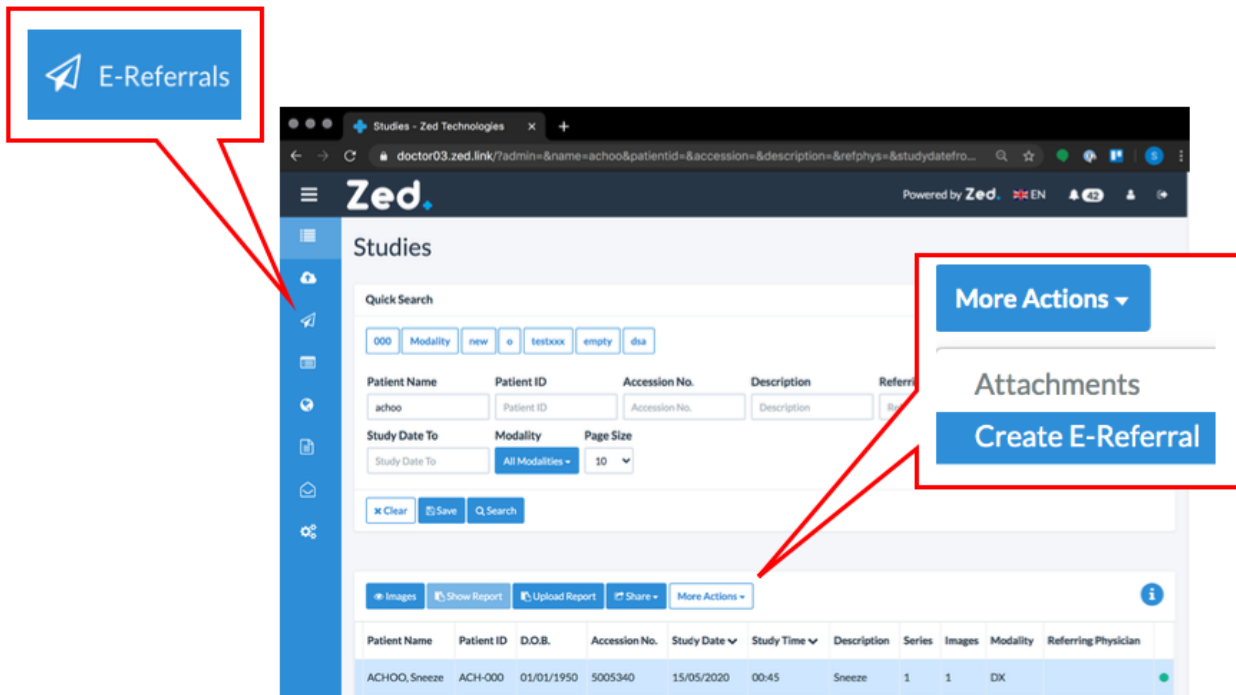 E-Referrals
Studies - Zed Technologies
doctor03.zed.link/?admin=&name=achoo&patientid=&accession=&description=&refphys=&studydatefro...
S
Zed.
Powered by Zed. EN 42
Studies
Quick Search
000 Modality new o testxxx empty dsa
More Actions
Attachments
Create E-Referral
Patient Name Patient ID Accession No. Description
achoo Patient ID Accession No. Description
Study Date To Modality Page Size
Study Date To All Modalities 10
Clear Save Search
Images Show Report Upload Report Share More Actions
Patient Name Patient ID D.O.B. Accession No. Study Date Study Time Description Series Images Modality Referring Physician
ACHOO, Sneeze ACH-000 01/01/1950 5005340 15/05/2020 00:45 Sneeze 1 1 DX